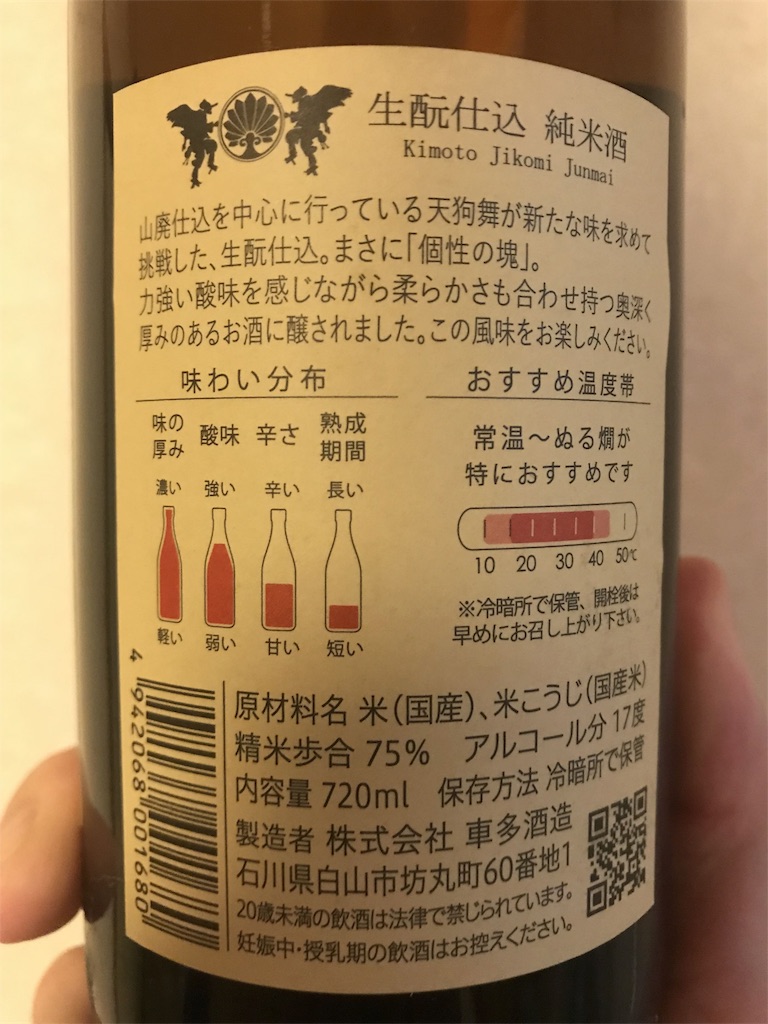 生酛仕込 純米酒
Kimoto Jikomi Junmai
山廃仕込を中心に行っている天狗舞が新たな味を求めて
挑戦した、生酛仕込。まさに「個性の塊」。
力強い酸味を感じながら柔らかさも合わせ持つ奥深く
厚みのあるお酒に醸されました。この風味をお楽しみください。
味わい分布
味の厚み 酸味 辛さ 熟成期間
濃い 強い 辛い 長い
軽い 弱い 甘い 短い
おすすめ温度帯
常温〜ぬる燗が
特におすすめです
10 20 30 40 50℃
※冷暗所で保管、開栓後は
早めにお召し上がり下さい。
4 942068 001680
原材料名 米(国産)、米こうじ(国産米)
精米歩合 75% アルコール分 17度
内容量 720ml 保存方法 冷暗所で保管
製造者 株式会社 車多酒造
石川県白山市坊丸町60番地1
20歳未満の飲酒は法律で禁じられています。
妊娠中・授乳期の飲酒はお控えください。